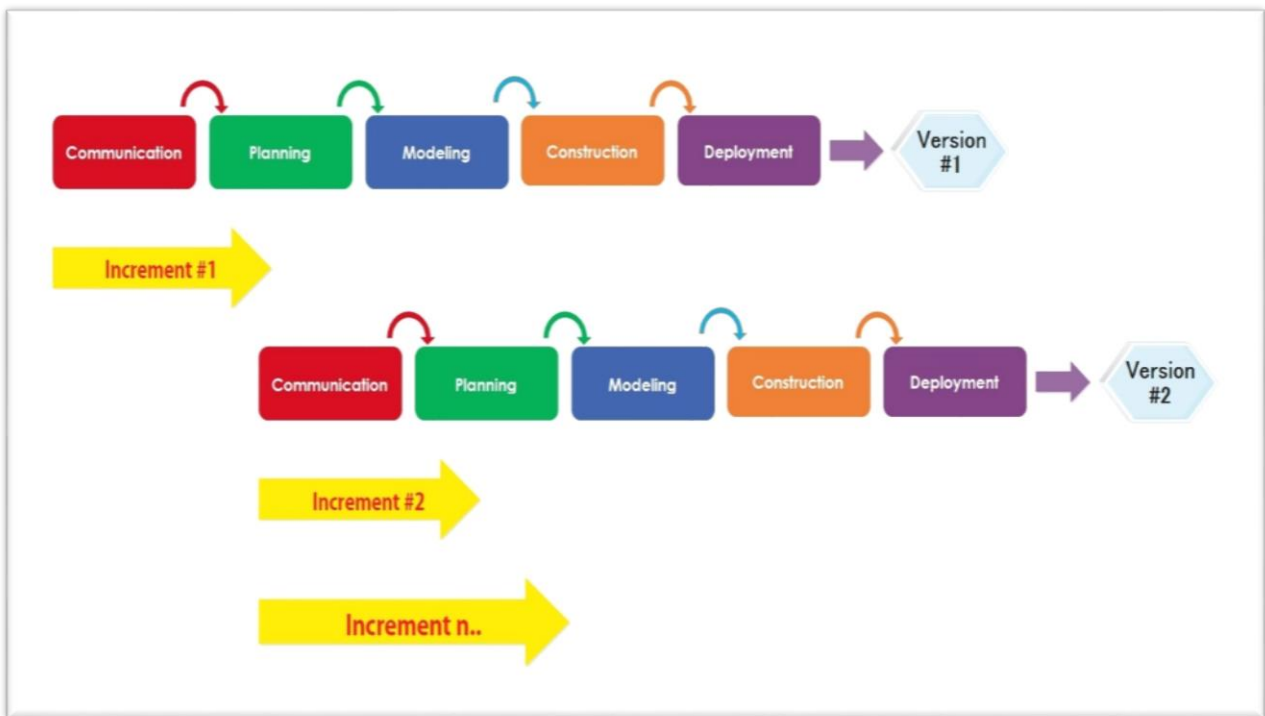 Communication
Planning
Modeling
Construction
Deployment
Version
#1
Increment #1
Communication
Planning
Modeling
Construction
Deployment
Version
#2
Increment #2
Increment n..